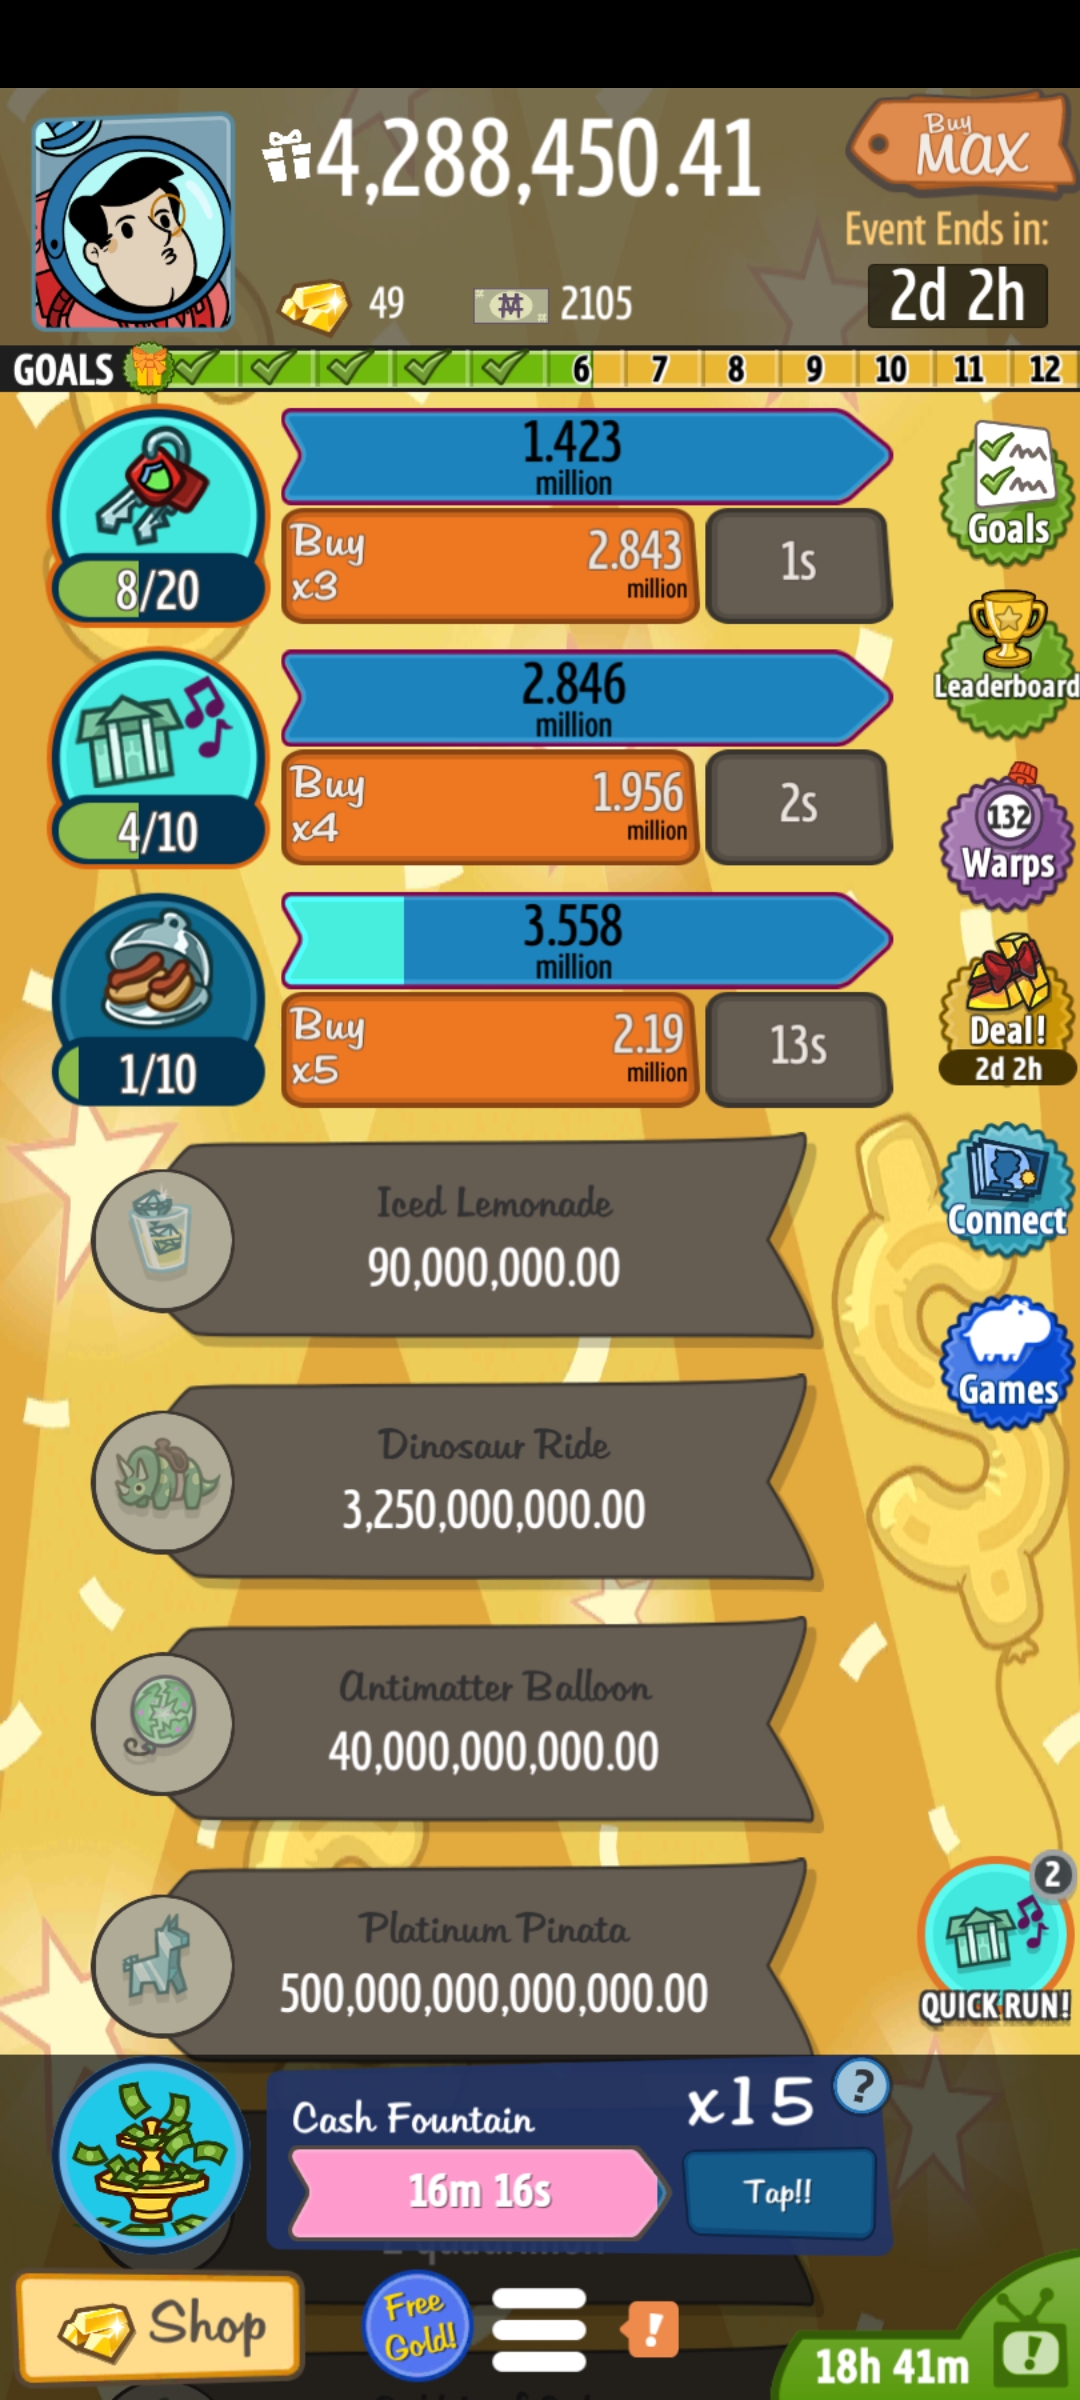 4,288,450.41
Buy
MAX
Event Ends in:
49
2105
2d 2h
GOALS
6 7 8 9 10 11 12
1.423
million
Buy
x3
2.843
million
1s
8/20
Goals
2.846
million
Leaderboard
Buy
x4
1.956
million
2s
4/10
132
Warps
3.558
million
Buy
x5
2.19
million
13s
1/10
Deal!
2d 2h
Iced Lemonade
90,000,000.00
Connect
Dinosaur Ride
3,250,000,000.00
Games
Antimatter Balloon
40,000,000,000.00
Platinum Pinata
500,000,000,000.00
2
QUICK RUN!
Cash Fountain
x15
?
16m 16s
Tap!!
Shop
Free
Gold!
!
18h 41m
!